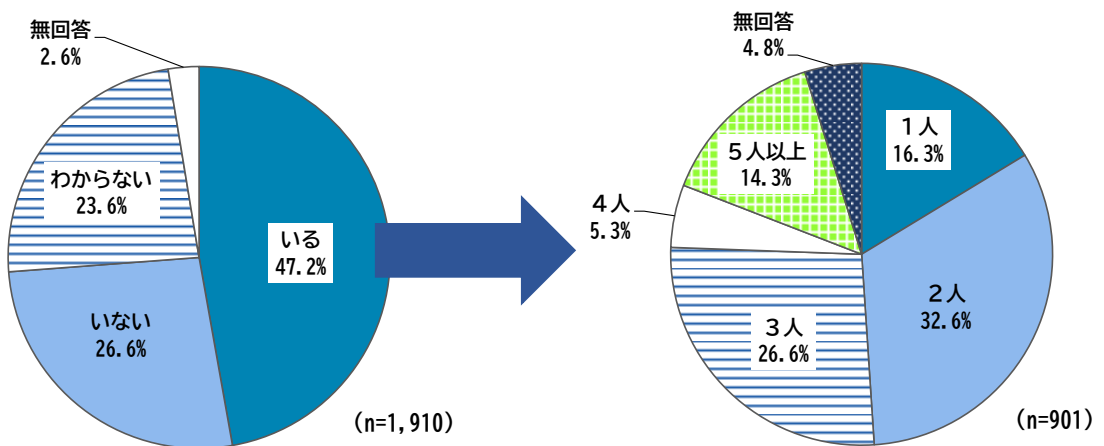 無回答
2.6%
わからない
23.6%
いる
47.2%
いない
26.6%
(n=1,910)
無回答
4.8%
１人
16.3%
５人以上
14.3%
４人
5.3%
２人
32.6%
３人
26.6%
(n=901)